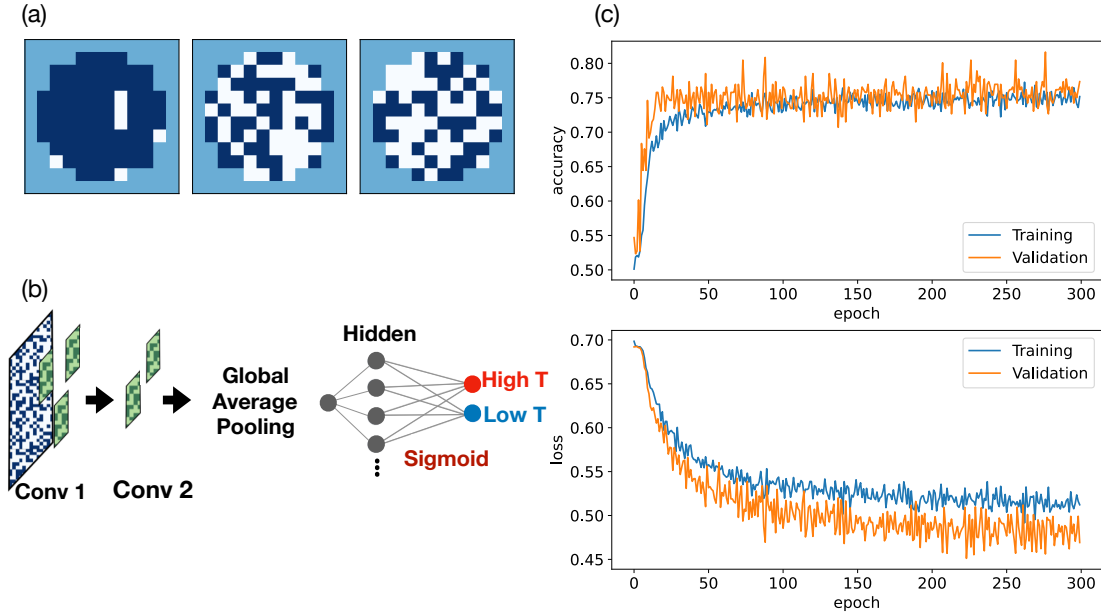 (a)
(b)
Conv 1
Conv 2
Global
Average
Pooling
Hidden
High T
Low T
Sigmoid
(c)
0.80
0.75
0.70
0.65
0.60
0.55
0.50
accuracy
Training
Validation
0 50 100 150 200 250 300
epoch
0.70
0.65
0.60
0.55
0.50
0.45
loss
Training
Validation
0 50 100 150 200 250 300
epoch